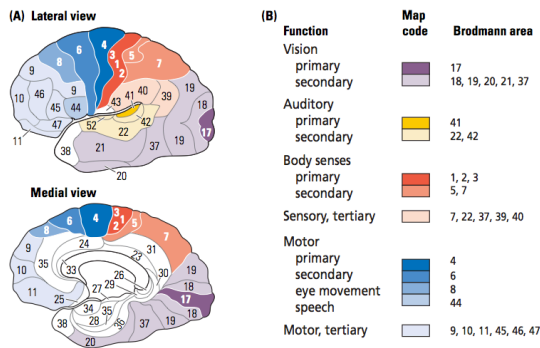 (A) Lateral view
4
6
3
1
2
5
8
7
9
46
10
45
9
44
43
41
40
39
19
18
17
47
11
52
22
42
38
21
37
19
20
Medial view
4
6
3
1
2
5
8
7
9
24
31
23
10
35
33
26
30
19
18
17
18
11
25
27
29
34
35
28
36
38
37
19
20
(B)
Function
Map code
Brodmann area
Vision
primary 17
secondary 18, 19, 20, 21, 37
Auditory
primary 41
secondary 22, 42
Body senses
primary 1, 2, 3
secondary 5, 7
Sensory, tertiary 7, 22, 37, 39, 40
Motor
primary 4
secondary 6
eye movement 8
speech 44
Motor, tertiary 9, 10, 11, 45, 46, 47